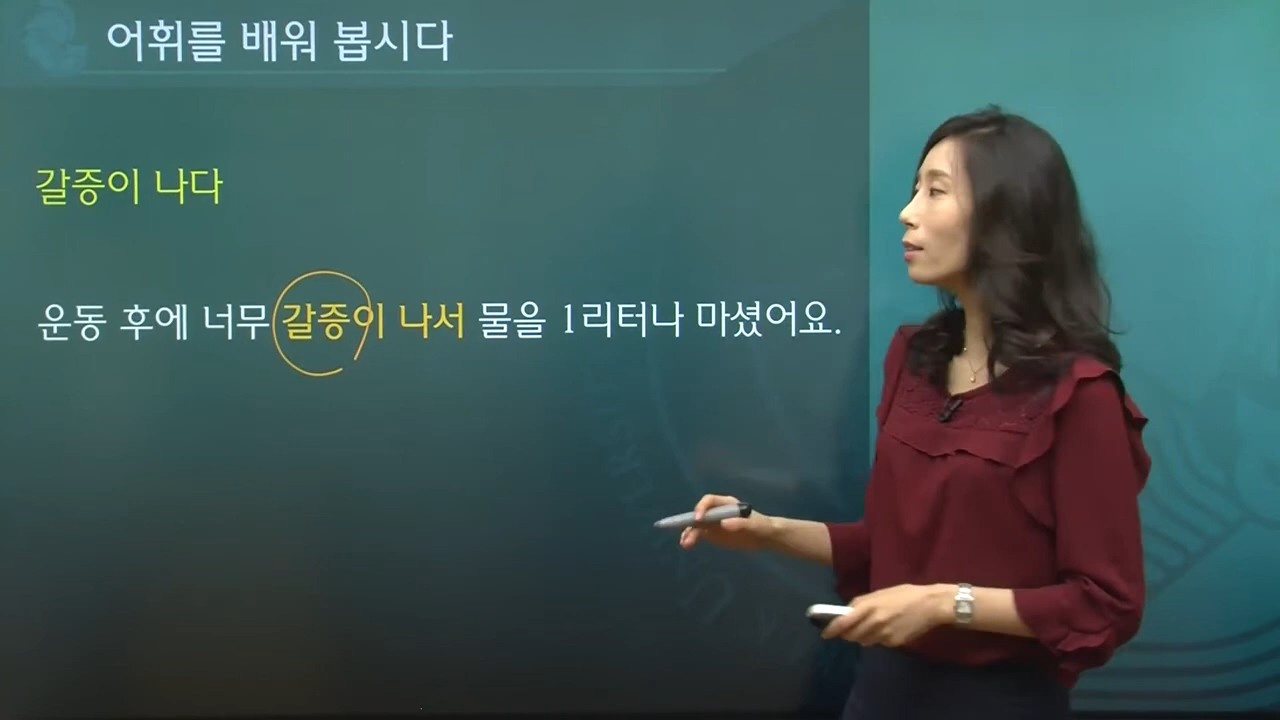 어휘를 배워 봅시다
갈증이 나다
운동 후에 너무 갈증이 나서 물을 1리터나 마셨어요.